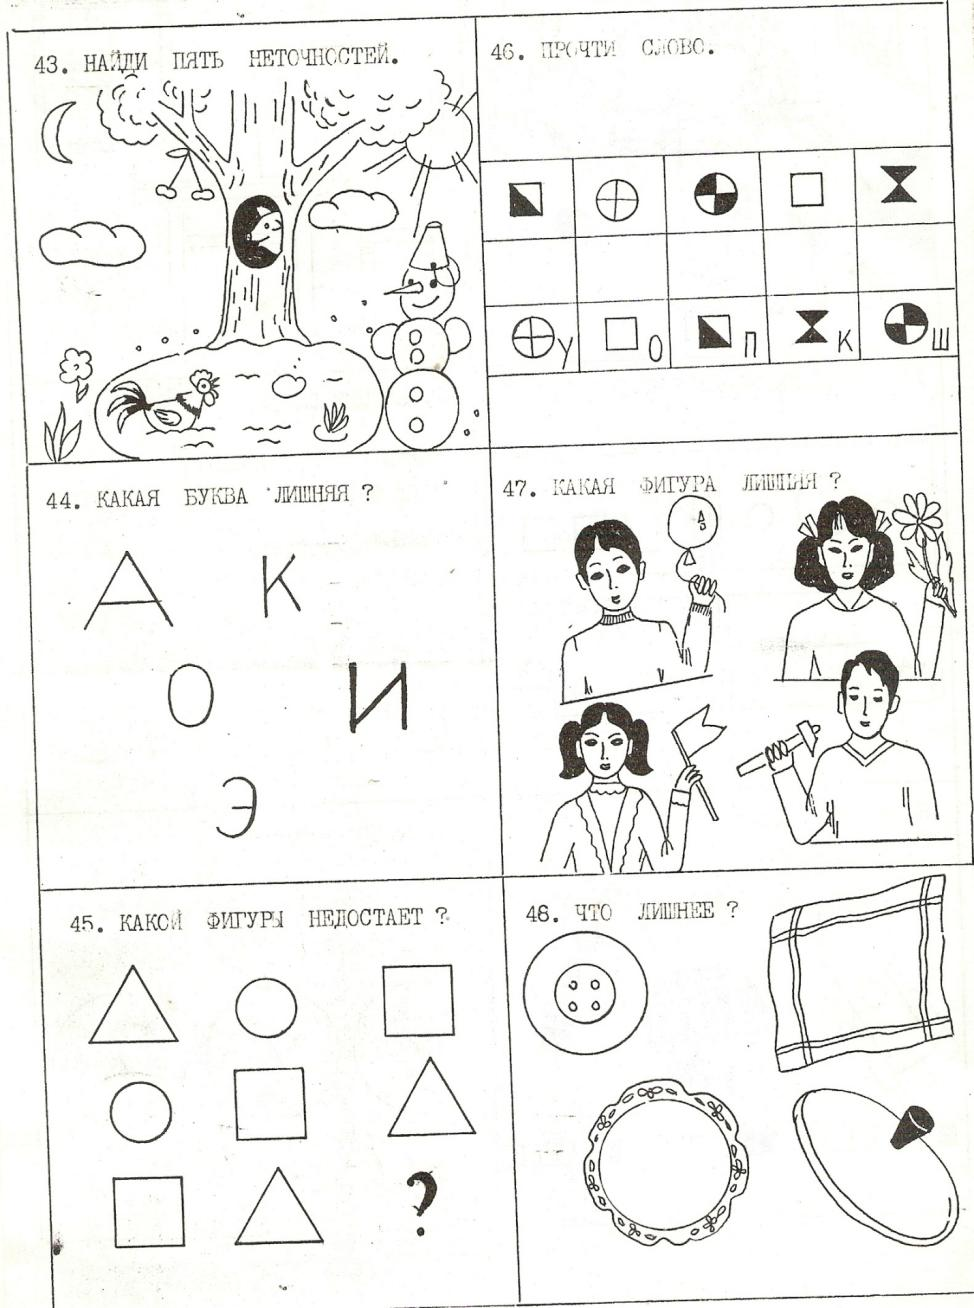 43. НАЙДИ ПЯТЬ НЕТОЧНОСТЕЙ.
46. ПРОЧТИ СЛОВО.
У О П К Ш
44. КАКАЯ БУКВА ЛИШНЯЯ ?
А К
О И
Э
47. КАКАЯ ФИГУРА ЛИШНЯЯ ?
45. КАКОЙ ФИГУРЫ НЕДОСТАЕТ ?
?
48. ЧТО ЛИШНЕЕ ?